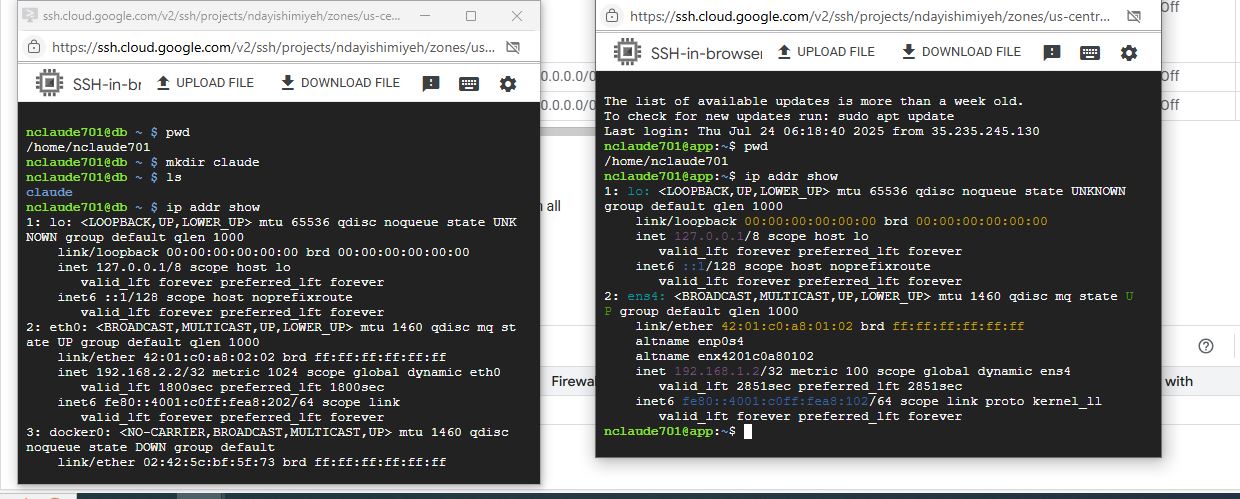 ssh.cloud.google.com/v2/ssh/projects/ndayishimiyeh/zones/us-ce...
https://ssh.cloud.google.com/v2/ssh/projects/ndayishimiyeh/zones/us...
SSH-in-br
UPLOAD FILE
DOWNLOAD FILE
nclaude701@db ~ $ pwd
/home/nclaude701
nclaude701@db ~ $ mkdir claude
nclaude701@db ~ $ ls
claude
nclaude701@db ~ $ ip addr show
1: lo: <LOOPBACK,UP,LOWER_UP> mtu 65536 qdisc noqueue state UNK
NOWN group default qlen 1000
link/loopback 00:00:00:00:00:00 brd 00:00:00:00:00:00
inet 127.0.0.1/8 scope host lo
valid_lft forever preferred_lft forever
inet6 ::1/128 scope host noprefixroute
valid_lft forever preferred_lft forever
2: eth0: <BROADCAST,MULTICAST,UP,LOWER_UP> mtu 1460 qdisc mq st
ate UP group default qlen 1000
link/ether 42:01:c0:a8:02:02 brd ff:ff:ff:ff:ff:ff
inet 192.168.2.2/32 metric 1024 scope global dynamic eth0
valid_lft 1800sec preferred_lft 1800sec
inet6 fe80::4001:c0ff:fea8:202/64 scope link
valid_lft forever preferred_lft forever
3: docker0: <NO-CARRIER,BROADCAST,MULTICAST,UP> mtu 1460 qdisc
noqueue state DOWN group default
link/ether 02:42:5c:bf:5f:73 brd ff:ff:ff:ff:ff:ff
0.0.0.0/0
0.0.0.0/0
all
Firewal
https://ssh.cloud.google.com/v2/ssh/projects/ndayishimiyeh/zones/us-centr...
SSH-in-browser
UPLOAD FILE
DOWNLOAD FILE
The list of available updates is more than a week old.
To check for new updates run: sudo apt update
Last login: Thu Jul 24 06:18:40 2025 from 35.235.245.130
nclaude701@app:~$ pwd
/home/nclaude701
nclaude701@app:~$ ip addr show
1: lo: <LOOPBACK,UP,LOWER_UP> mtu 65536 qdisc noqueue state UNKNOWN
group default qlen 1000
link/loopback 00:00:00:00:00:00 brd 00:00:00:00:00:00
inet 127.0.0.1/8 scope host lo
valid_lft forever preferred_lft forever
inet6 ::1/128 scope host noprefixroute
valid_lft forever preferred_lft forever
2: ens4: <BROADCAST,MULTICAST,UP,LOWER_UP> mtu 1460 qdisc mq state U
P group default qlen 1000
link/ether 42:01:c0:a8:01:02 brd ff:ff:ff:ff:ff:ff
altname enp0s4
altname enx4201c0a80102
inet 192.168.1.2/32 metric 100 scope global dynamic ens4
valid_lft 2851sec preferred_lft 2851sec
inet6 fe80::4001:c0ff:fea8:102/64 scope link proto kernel_ll
valid_lft forever preferred_lft forever
nclaude701@app:~$
Off
Off
Off
with